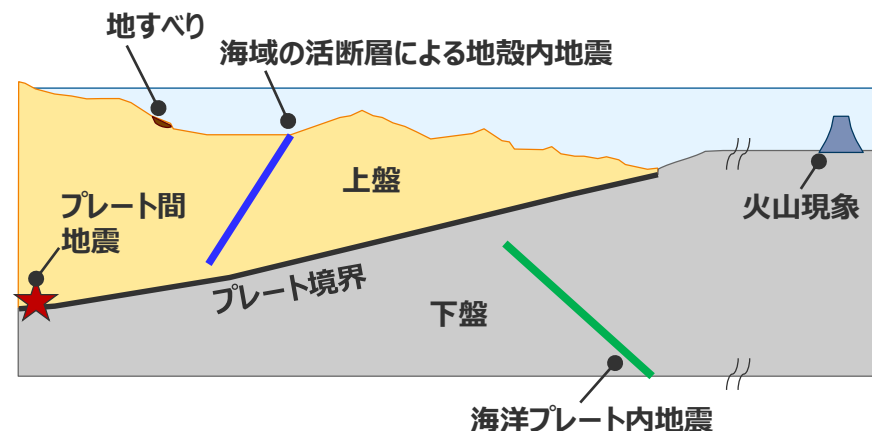 地すべり
海域の活断層による地殻内地震
上盤
プレート間
地震
火山現象
プレート境界
下盤
海洋プレート内地震